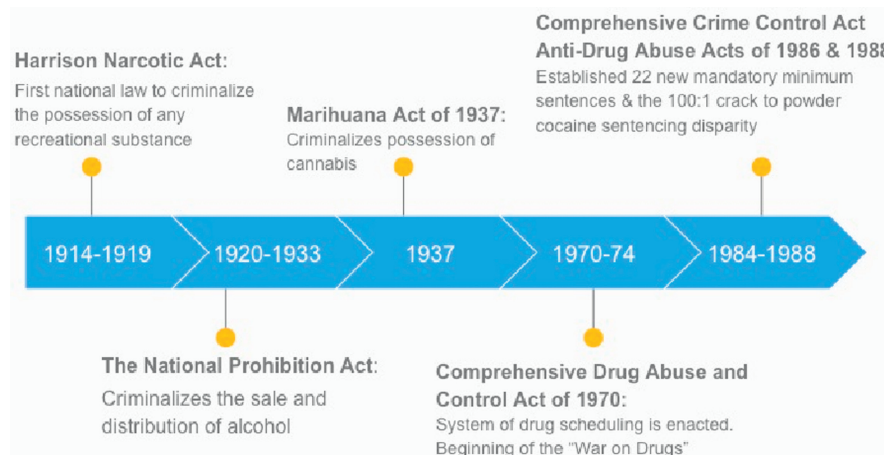 Comprehensive Crime Control Act
Anti-Drug Abuse Acts of 1986 & 1988
Established 22 new mandatory minimum
sentences & the 100:1 crack to powder
cocaine sentencing disparity
Harrison Narcotic Act:
First national law to criminalize
the possession of any
recreational substance
Marihuana Act of 1937:
Criminalizes possession of
cannabis
1914-1919
1920-1933
1937
1970-74
1984-1988
The National Prohibition Act:
Criminalizes the sale and
distribution of alcohol
Comprehensive Drug Abuse and
Control Act of 1970:
System of drug scheduling is enacted.
Beginning of the “War on Drugs”